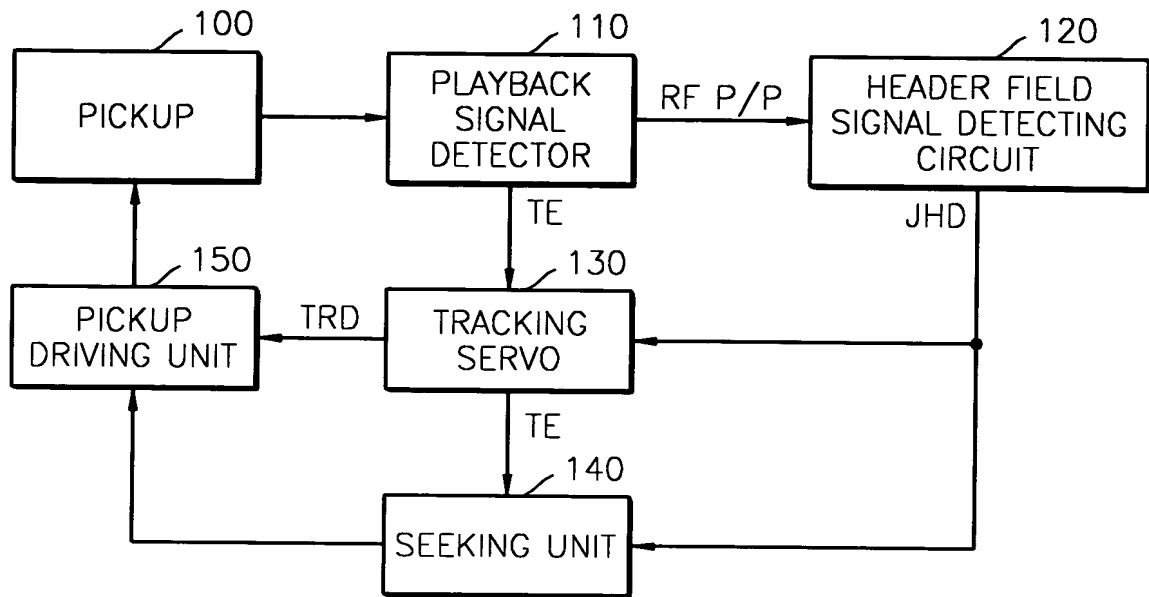 100
110
120
PICKUP
PLAYBACK
SIGNAL
DETECTOR
RF P/P
HEADER FIELD
SIGNAL DETECTING
CIRCUIT
TE
JHD
150
130
PICKUP
DRIVING UNIT
TRD
TRACKING
SERVO
TE
140
SEEKING UNIT